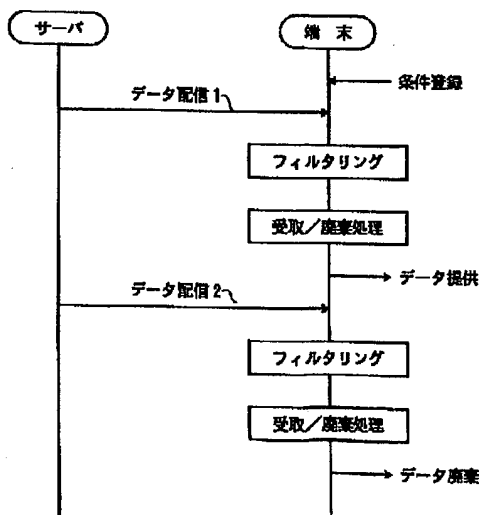 サーバ
端 末
条件登録
データ配信1
フィルタリング
受取/廃棄処理
データ提供
データ配信2
フィルタリング
受取/廃棄処理
データ廃棄